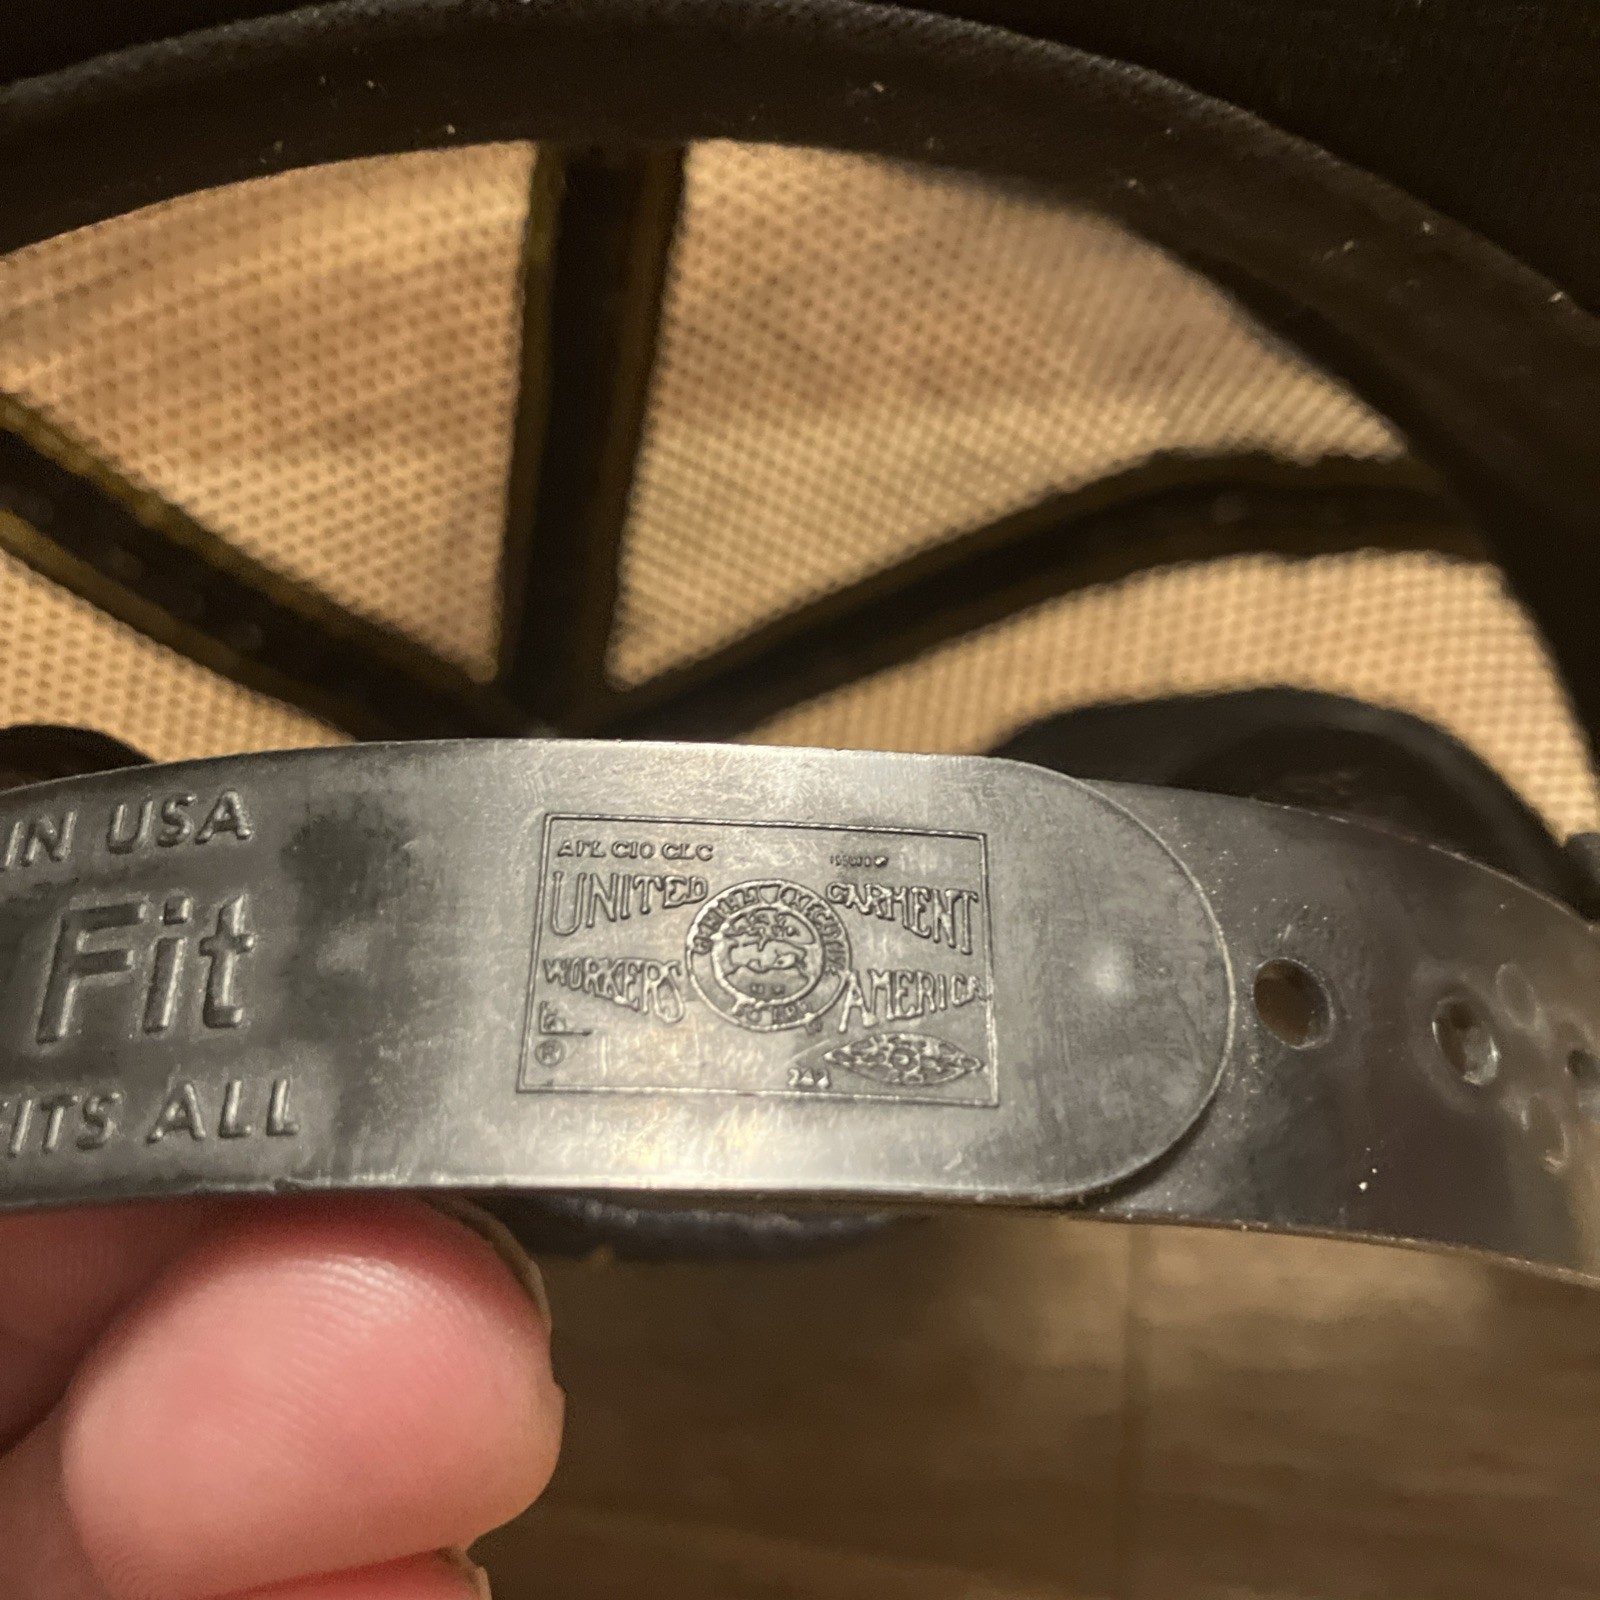 IN USA
Fit
FITS ALL
AFL CIO CLC
UNITED GARMENT
WORKERS AMERICA
®